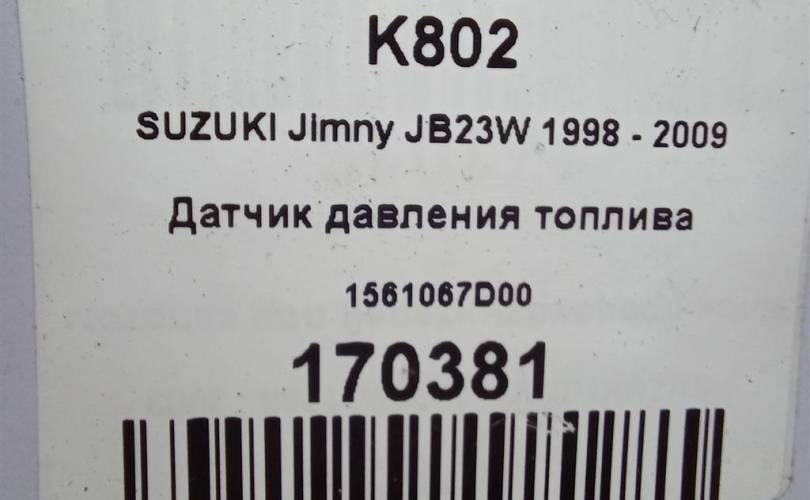 K802
SUZUKI Jimny JB23W 1998 - 2009
Датчик давления топлива
1561067D00
170381